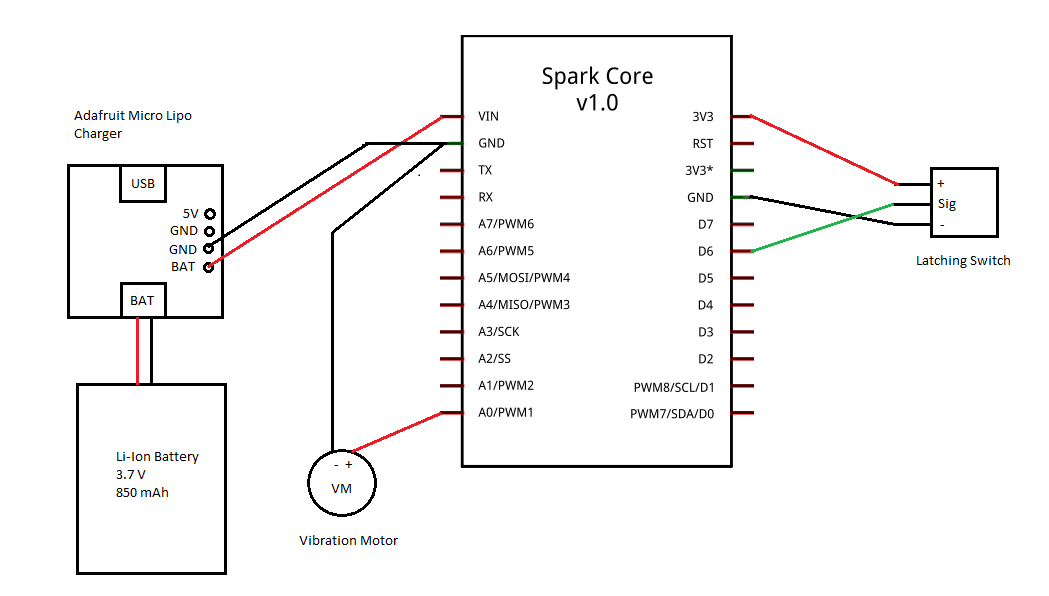 Spark Core
v1.0
Adafruit Micro Lipo
Charger
USB
5V
GND
GND
BAT
BAT
Li-Ion Battery
3.7 V
850 mAh
VIN
GND
TX
RX
A7/PWM6
A6/PWM5
A5/MOSI/PWM4
A4/MISO/PWM3
A3/SCK
A2/SS
A1/PWM2
A0/PWM1
3V3
RST
3V3*
GND
D7
D6
D5
D4
D3
D2
PWM8/SCL/D1
PWM7/SDA/D0
+
Sig
-
Latching Switch
- +
VM
Vibration Motor